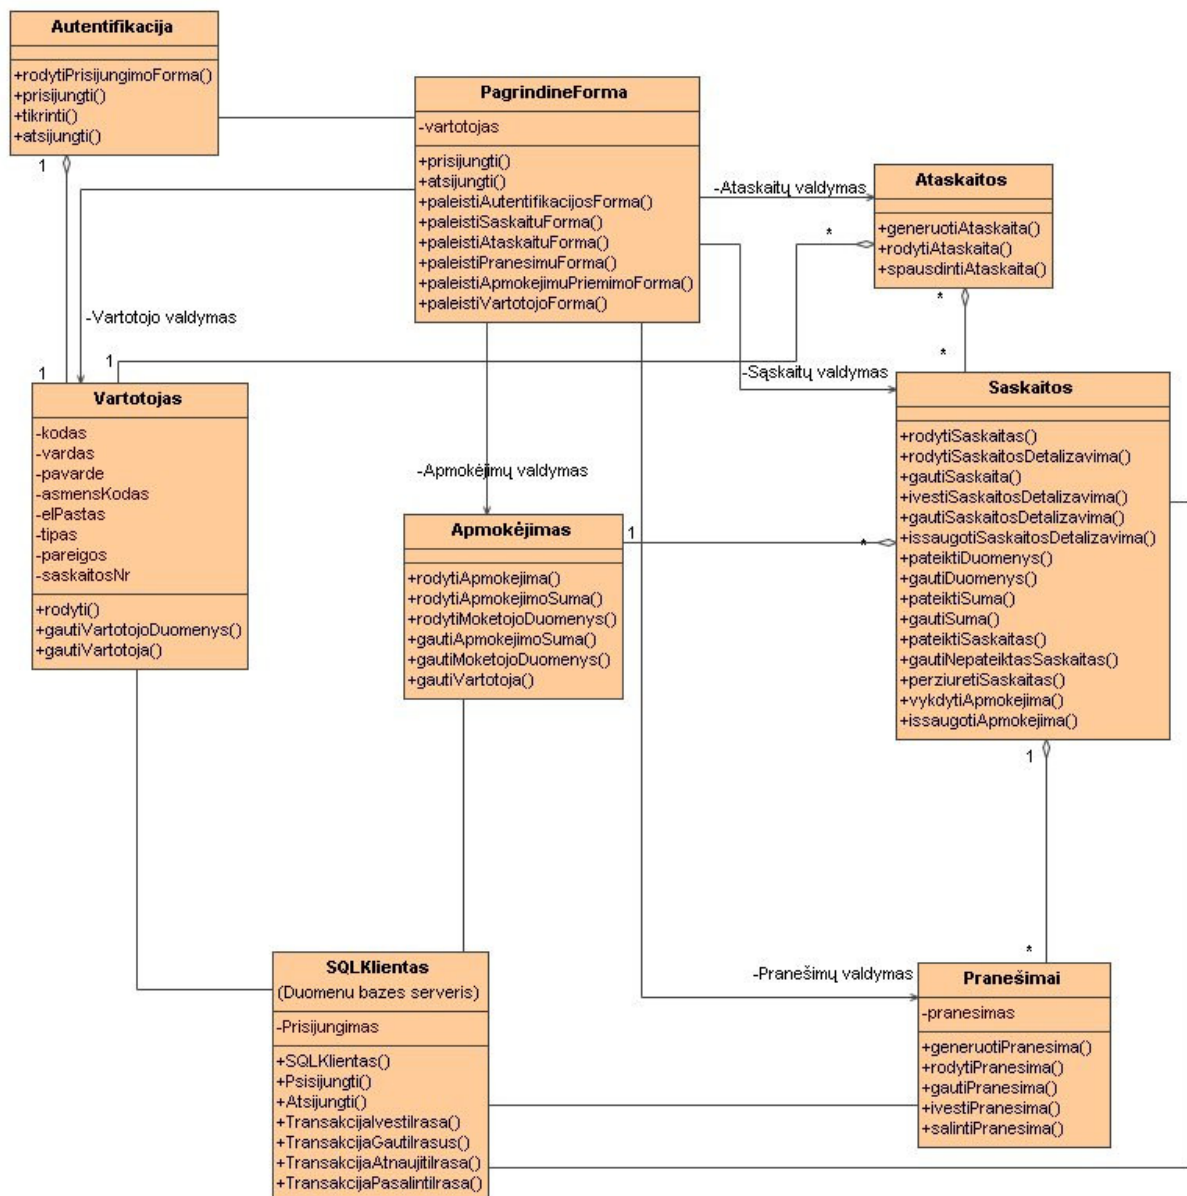 Autentifikacija
+rodytiPrisijungimoForma()
+prisijungti()
+tikrinti()
+atsijungti()
1
PagrindineForma
-vartotojas
+prisijungti()
+atsijungti()
+paleistiAutentifikacijosForma()
+paleistiSaskaituForma()
+paleistiAtaskaituForma()
+paleistiPranesimuForma()
+paleistiApmokejimuPriemimoForma()
+paleistiVartotojoForma()
-Ataskaitų valdymas
*
Ataskaitos
+generuotiAtaskaita()
+rodytiAtaskaita()
+spausdintiAtaskaita()
*
-Vartotojo valdymas
1
1
*
-Sąskaitų valdymas
Vartotojas
-kodas
-vardas
-pavarde
-asmensKodas
-elPastas
-tipas
-pareigos
-saskaitosNr
+rodyti()
+gautiVartotojoDuomenys()
+gautiVartotoja()
-Apmokėjimų valdymas
Apmokėjimas
+rodytiApmokejima()
+rodytiApmokejimoSuma()
+rodytiMoketojoDuomenys()
+gautiApmokejimoSuma()
+gautiMoketojoDuomenys()
+gautiVartotoja()
1
*
Saskaitos
+rodytiSaskaitas()
+rodytiSaskaitosDetalizavima()
+gautiSaskaita()
+ivestiSaskaitosDetalizavima()
+gautiSaskaitosDetalizavima()
+issaugotiSaskaitosDetalizavima()
+pateiktiDuomenys()
+gautiDuomenys()
+pateiktiSuma()
+gautiSuma()
+pateiktiSaskaitas()
+gautiNepateiktasSaskaitas()
+perziuretiSaskaitas()
+vykdytiApmokejima()
+issaugotiApmokejima()
1
*
SQLKlientas
(Duomenu bazes serveris)
-Prisijungimas
+SQLKlientas()
+Psisijungti()
+Atsijungti()
+TransakcijaIvestiIrasa()
+TransakcijaGautiIrasus()
+TransakcijaAtnaujitiIrasa()
+TransakcijaPasalintiIrasa()
-Pranešimų valdymas
Pranešimai
-pranesimas
+generuotiPranesima()
+rodytiPranesima()
+gautiPranesima()
+ivestiPranesima()
+salintiPranesima()